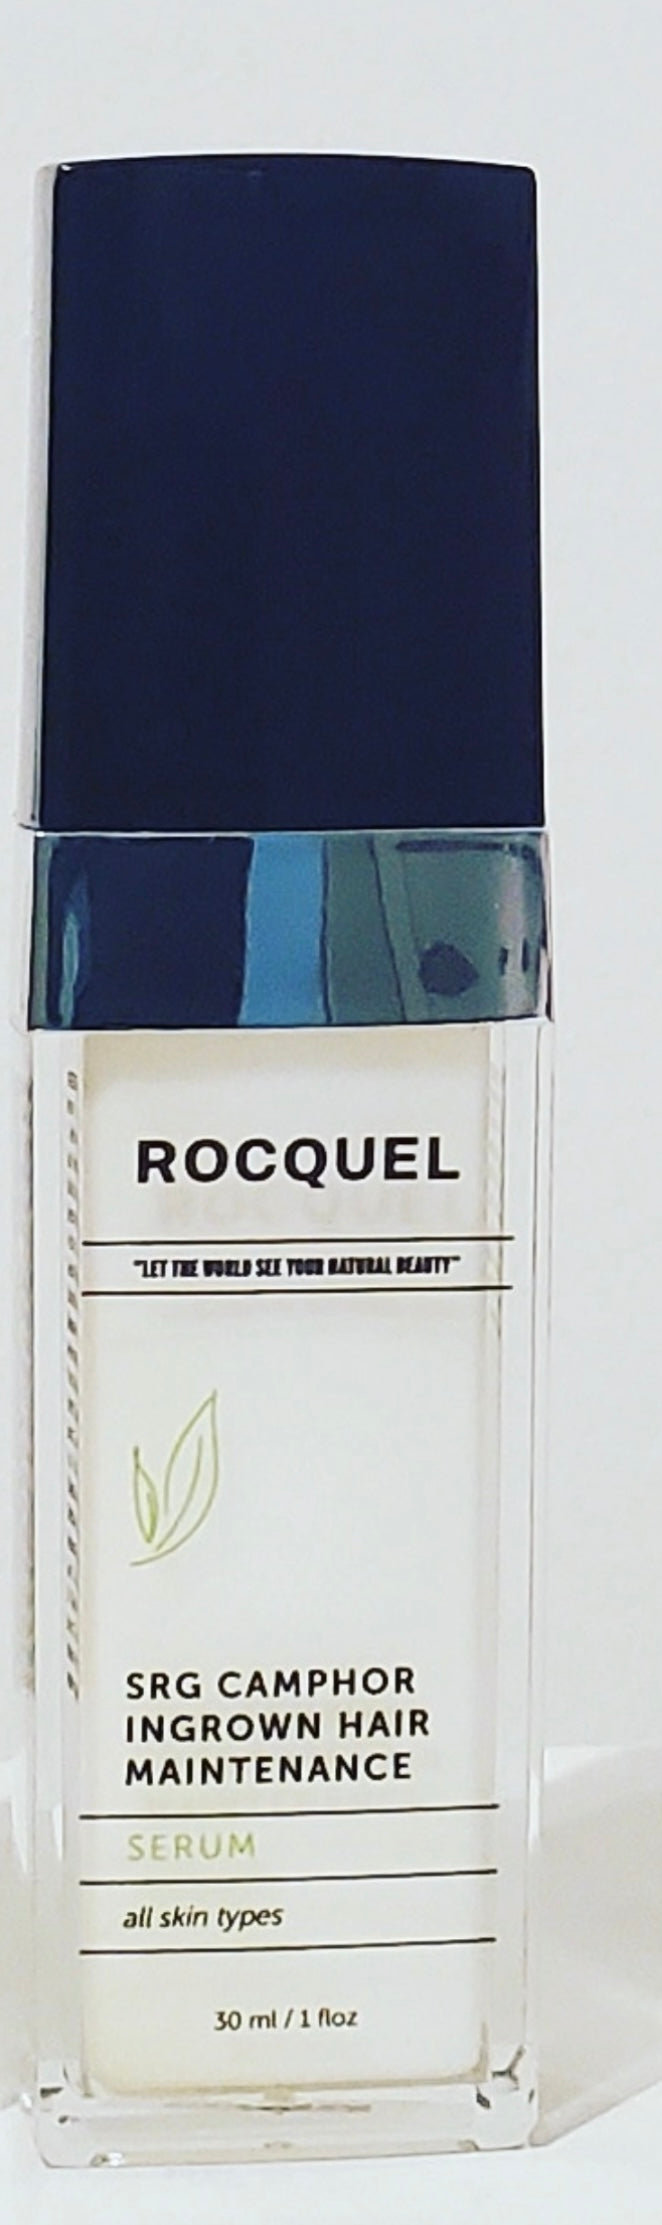 ROCQUEL
"LET THE WORLD SEE YOUR NATURAL BEAUTY"
SRG CAMPHOR
INGROWN HAIR
MAINTENANCE
SERUM
all skin types
30 ml / 1 floz